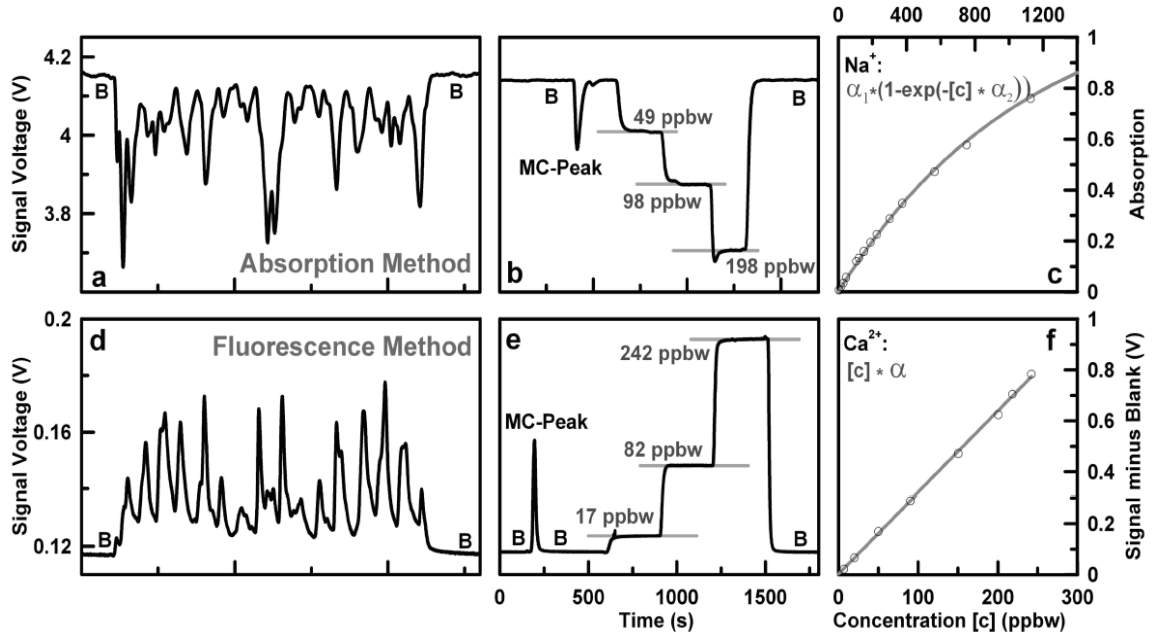 0 400 800 1200
4.2
4
3.8
Signal Voltage (V)
B
B
a
Absorption Method
B
B
MC-Peak
49 ppbw
98 ppbw
198 ppbw
b
Na⁺:
α₁*(1-exp(-[c] * α₂))
c
1
0.8
0.6
0.4
0.2
0
Absorption
0.2
0.16
0.12
Signal Voltage (V)
d
Fluorescence Method
B
B
e
242 ppbw
MC-Peak
82 ppbw
17 ppbw
B
B
B
0 500 1000 1500
Time (s)
Ca²⁺:
[c] * α
f
1
0.8
0.6
0.4
0.2
0
Signal minus Blank (V)
0 100 200 300
Concentration [c] (ppbw)